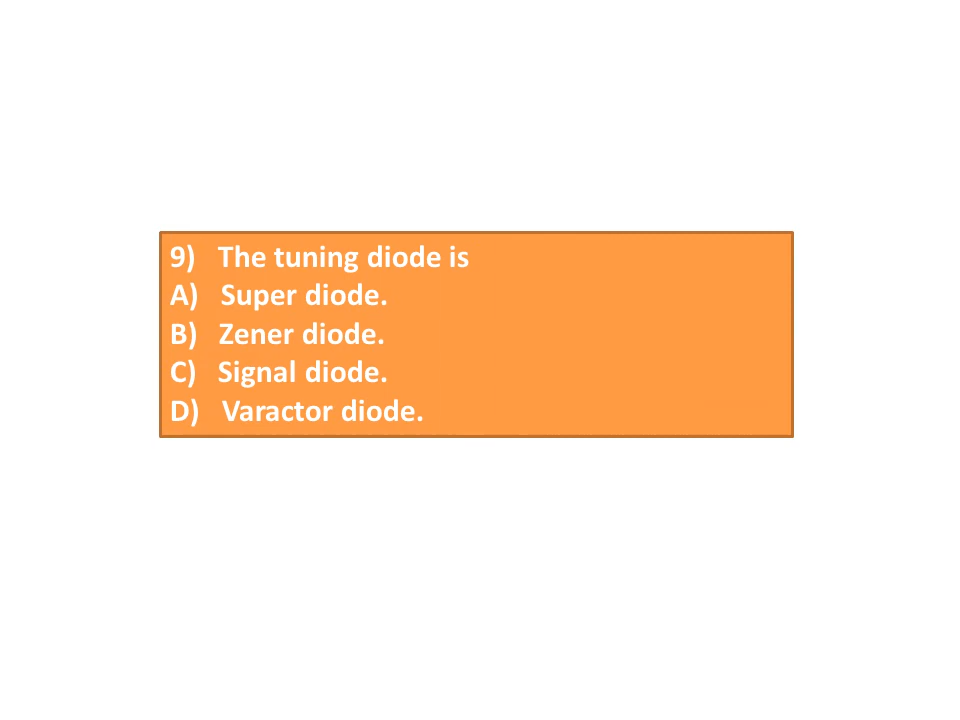 9) The tuning diode is
A) Super diode.
B) Zener diode.
C) Signal diode.
D) Varactor diode.